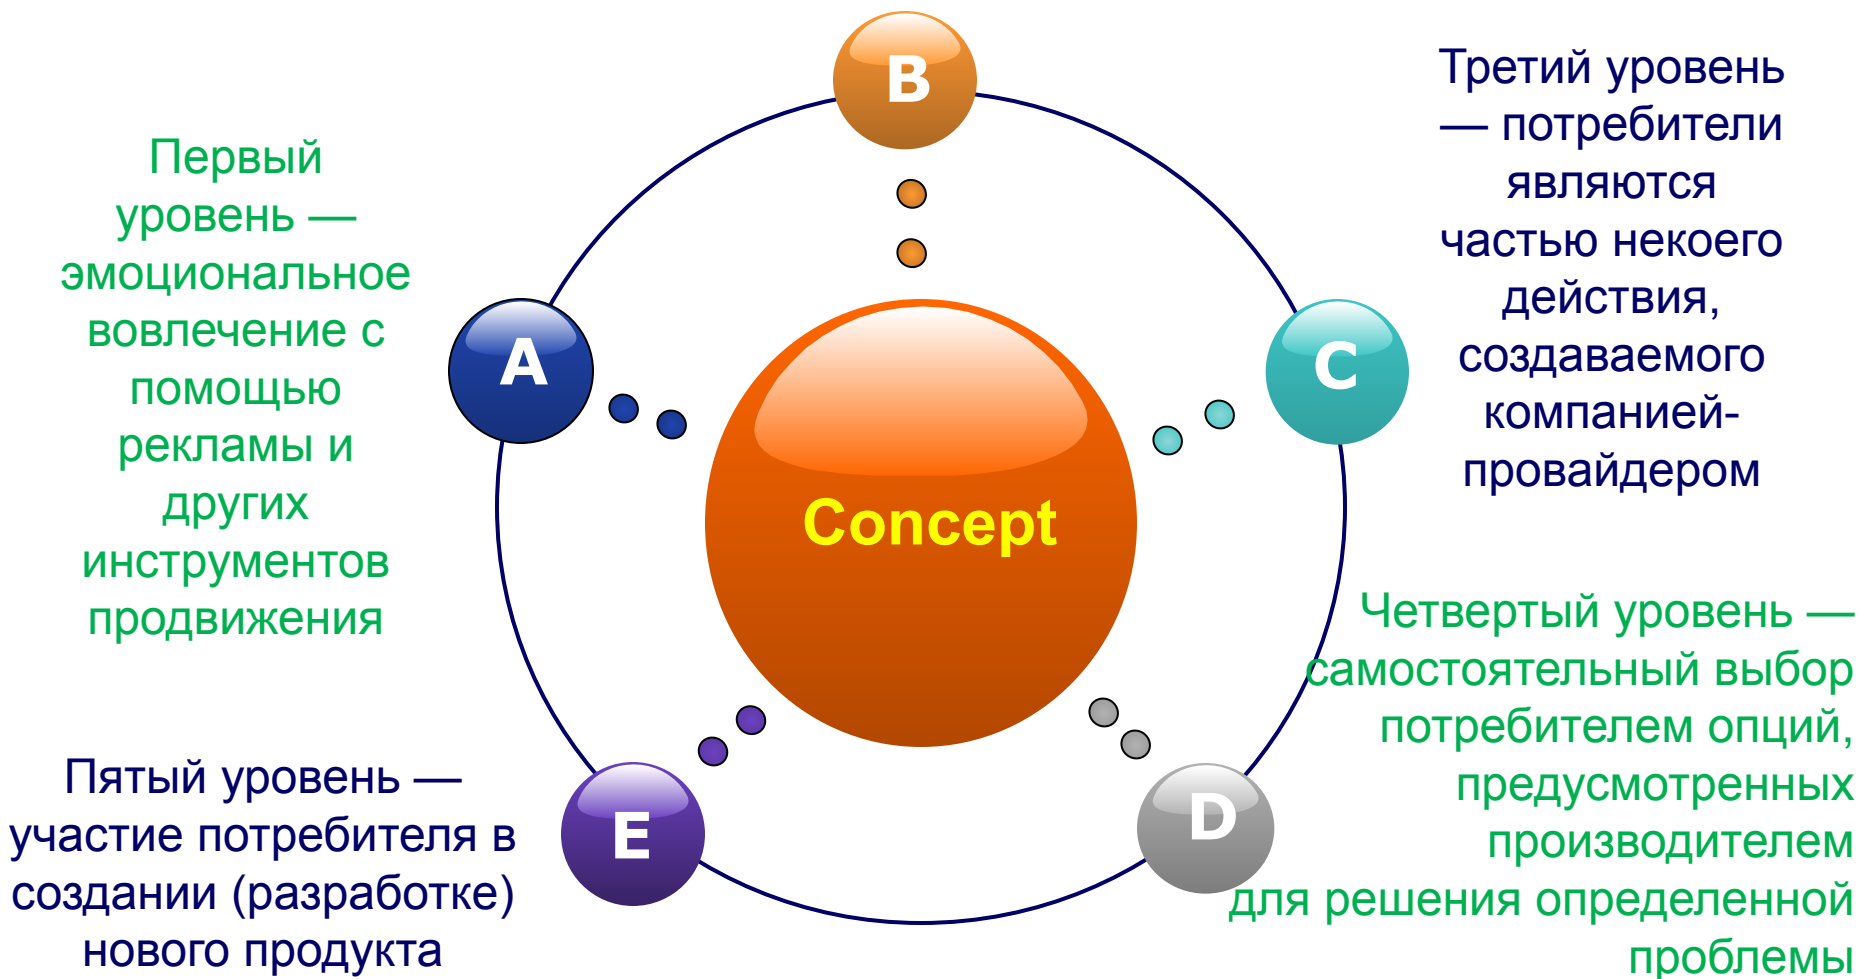 B
Первый
уровень —
эмоциональное
вовлечение с
помощью
рекламы и
других
инструментов
продвижения
A
Concept
C
Третий уровень
— потребители
являются
частью некоего
действия,
создаваемого
компанией-
провайдером
Четвертый уровень —
самостоятельный выбор
потребителем опций,
предусмотренных
производителем
для решения определенной
проблемы
D
E
Пятый уровень —
участие потребителя в
создании (разработке)
нового продукта